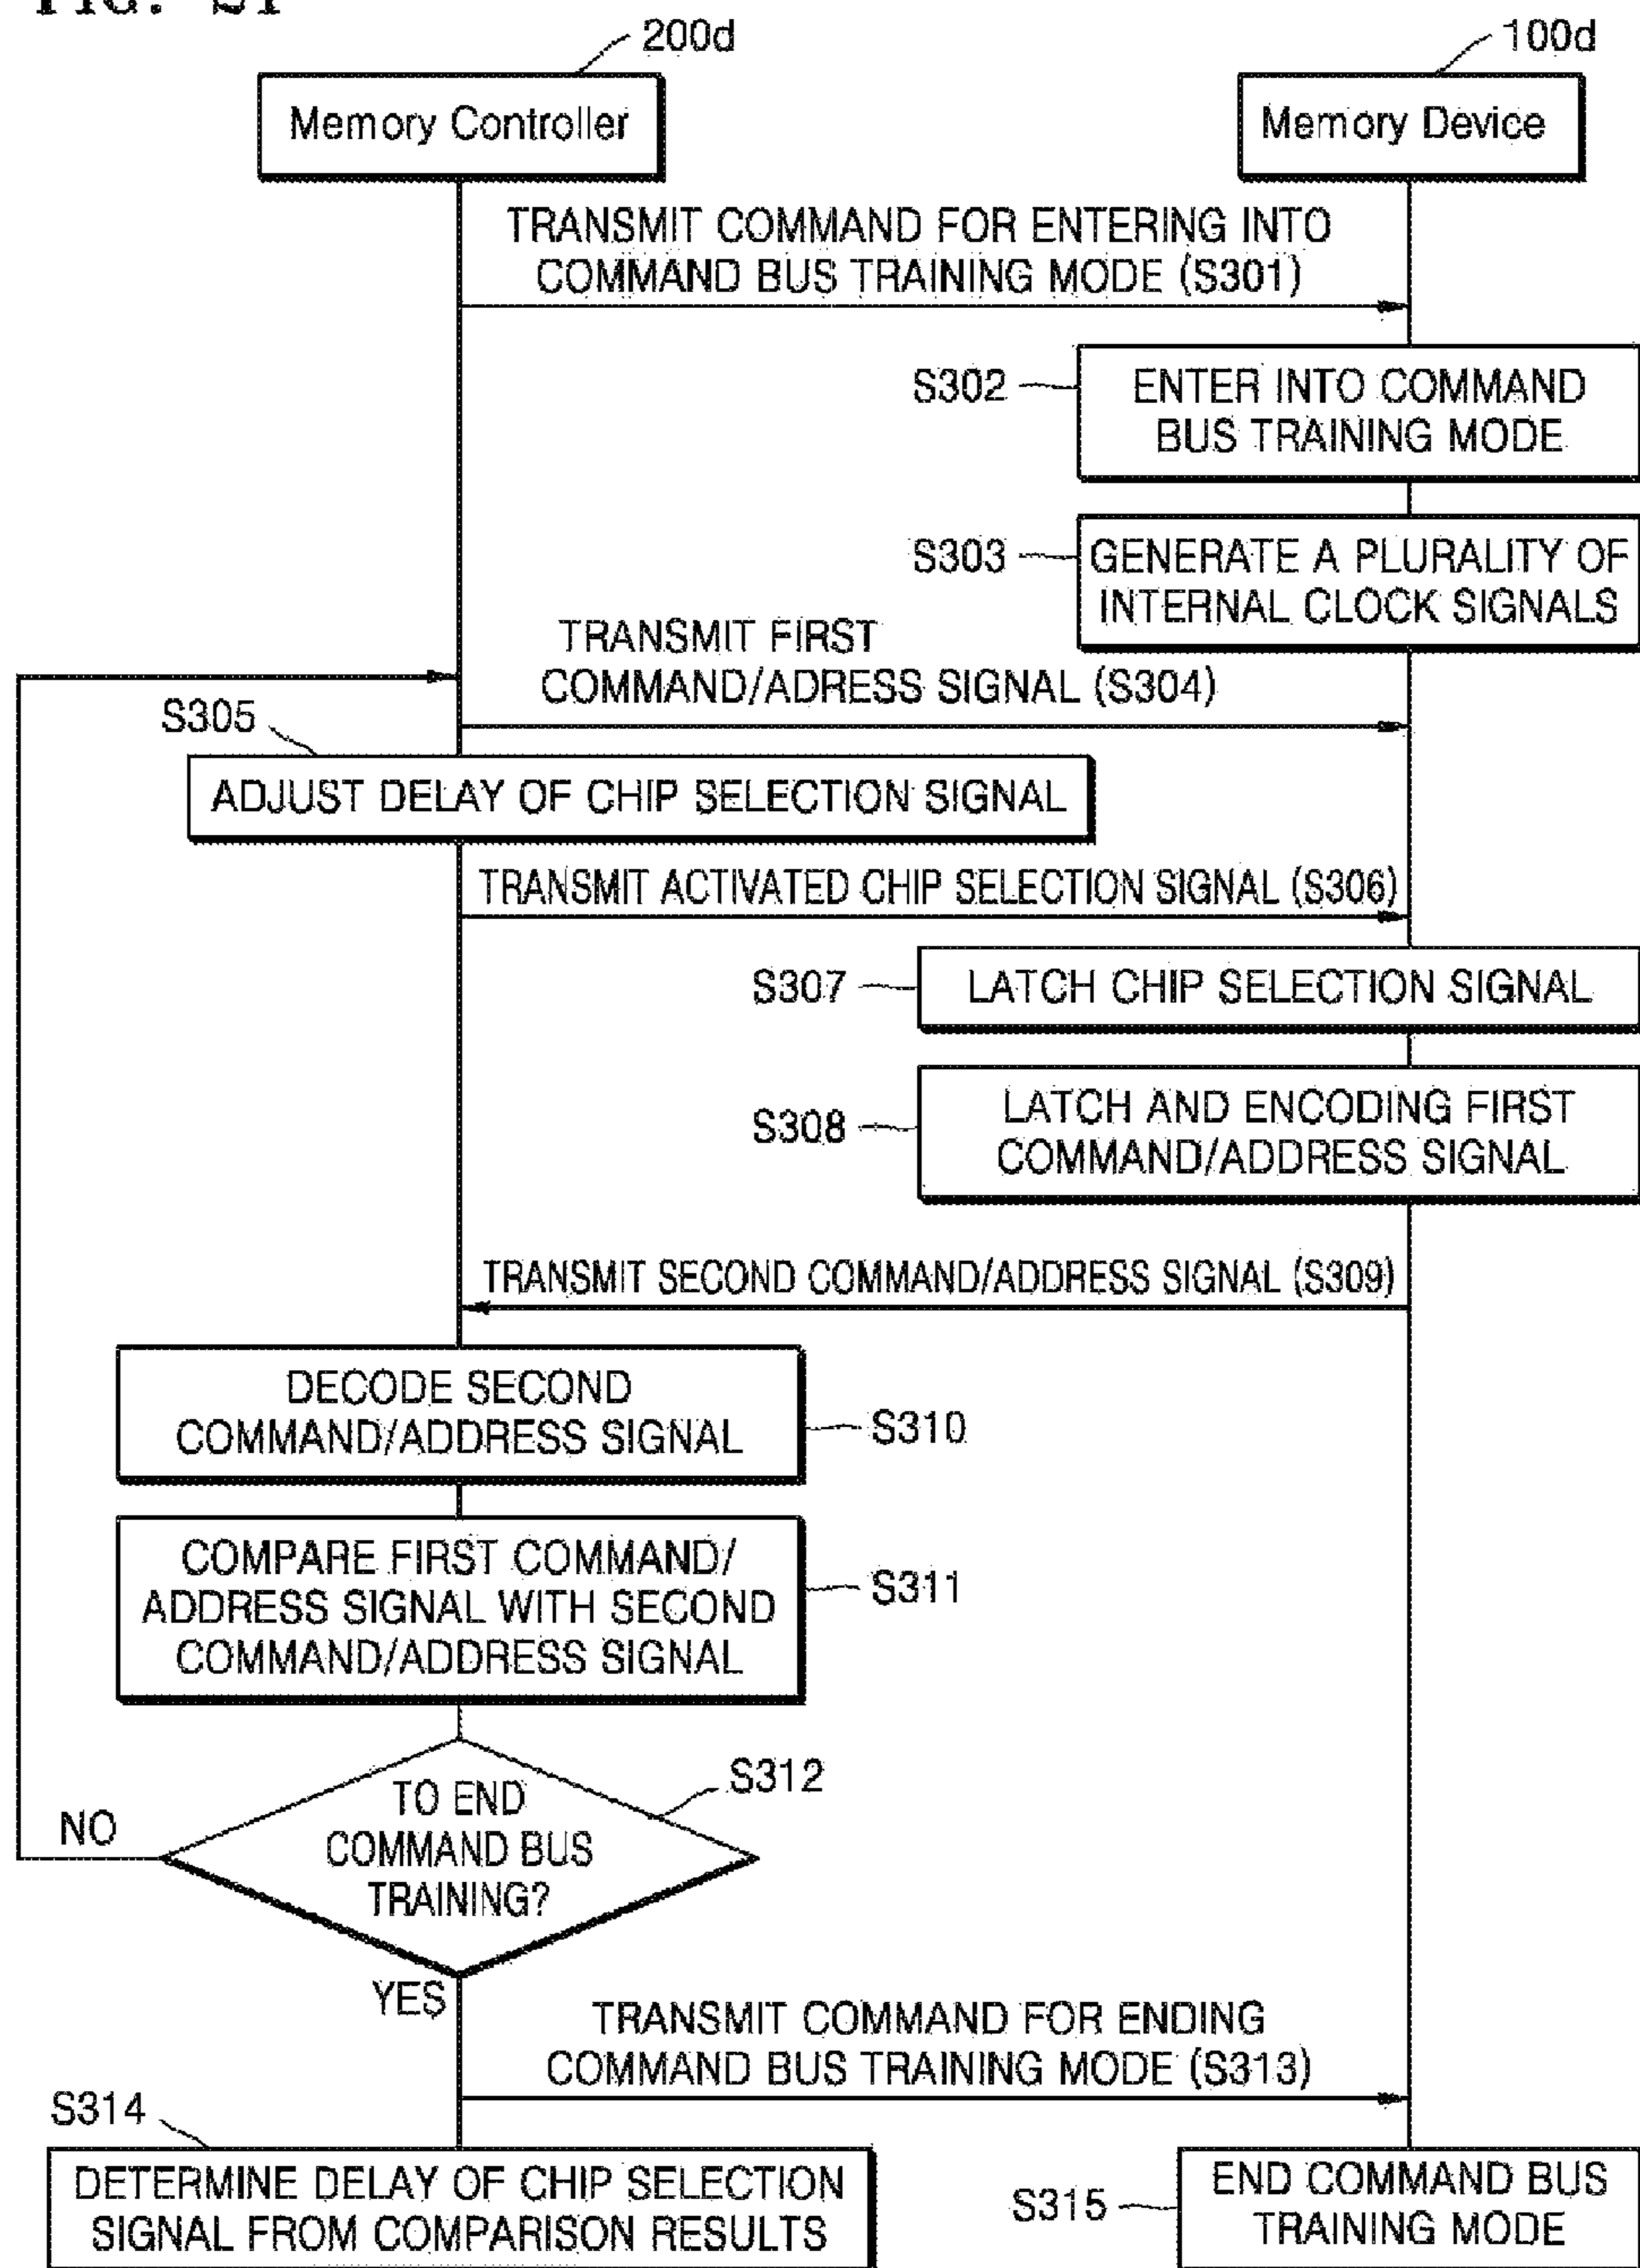 200d
100d
Memory Controller
Memory Device
TRANSMIT COMMAND FOR ENTERING INTO
COMMAND BUS TRAINING MODE (S301)
S302
ENTER INTO COMMAND
BUS TRAINING MODE
S303
GENERATE A PLURALITY OF
INTERNAL CLOCK SIGNALS
TRANSMIT FIRST
COMMAND/ADRESS SIGNAL (S304)
S305
ADJUST DELAY OF CHIP SELECTION SIGNAL
TRANSMIT ACTIVATED CHIP SELECTION SIGNAL (S306)
S307
LATCH CHIP SELECTION SIGNAL
S308
LATCH AND ENCODING FIRST
COMMAND/ADDRESS SIGNAL
TRANSMIT SECOND COMMAND/ADDRESS SIGNAL (S309)
DECODE SECOND
COMMAND/ADDRESS SIGNAL
S310
COMPARE FIRST COMMAND/
ADDRESS SIGNAL WITH SECOND
COMMAND/ADDRESS SIGNAL
S311
S312
TO END
COMMAND BUS
TRAINING?
NO
YES
TRANSMIT COMMAND FOR ENDING
COMMAND BUS TRAINING MODE (S313)
S314
DETERMINE DELAY OF CHIP SELECTION
SIGNAL FROM COMPARISON RESULTS
S315
END COMMAND BUS
TRAINING MODE